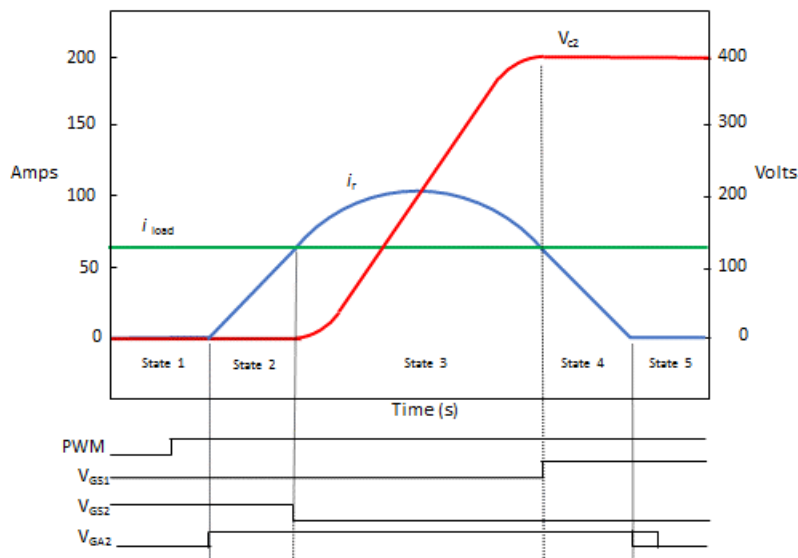 200
150
Amps
100
50
0
V_c2
i_r
i_load
400
300
Volts
200
100
0
State 1 State 2 State 3 State 4 State 5
Time (s)
PWM
V_GS1
V_GS2
V_GA2